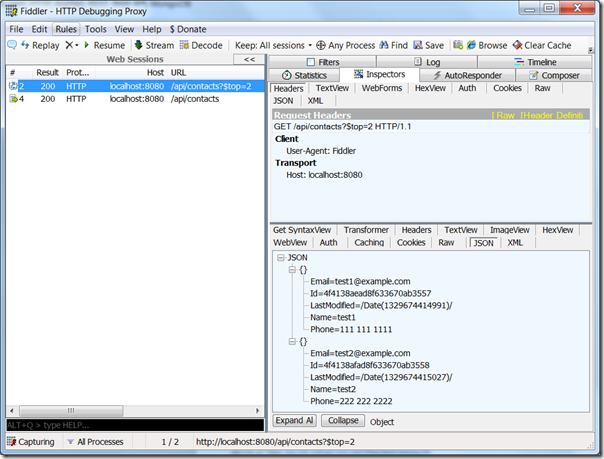 Fiddler - HTTP Debugging Proxy
File Edit Rules Tools View Help $ Donate
Replay X Resume Stream Decode Keep: All sessions Any Process Find Save Browse Clear Cache
Web Sessions <<
# Result Prot... Host URL
2 200 HTTP localhost:8080 /api/contacts?$top=2
4 200 HTTP localhost:8080 /api/contacts
Filters Log Timeline
Statistics Inspectors AutoResponder Composer
Headers TextView WebForms HexView Auth Cookies Raw
JSON XML
Request Headers [ Raw [Header Definiti
GET /api/contacts?$top=2 HTTP/1.1
Client
User-Agent: Fiddler
Transport
Host: localhost:8080
Get SyntaxView Transformer Headers TextView ImageView HexView
WebView Auth Caching Cookies Raw JSON XML
JSON
{}
Email=test1@example.com
Id=4f4138aead8f633670ab3557
LastModified=/Date(1329674414991)/
Name=test1
Phone=111 111 1111
{}
Email=test2@example.com
Id=4f4138afad8f633670ab3558
LastModified=/Date(1329674415027)/
Name=test2
Phone=222 222 2222
Expand Al Collapse Object
ALT+Q > type HELP...
Capturing All Processes 1 / 2 http://localhost:8080/api/contacts?$top=2